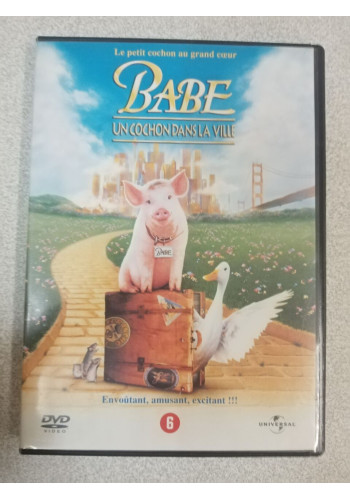 Le petit cochon au grand cœur
BABE
UN COCHON DANS LA VILLE
BABE
Envoûtant, amusant, excitant !!!
DVD
VIDEO
6
UNIVERSAL